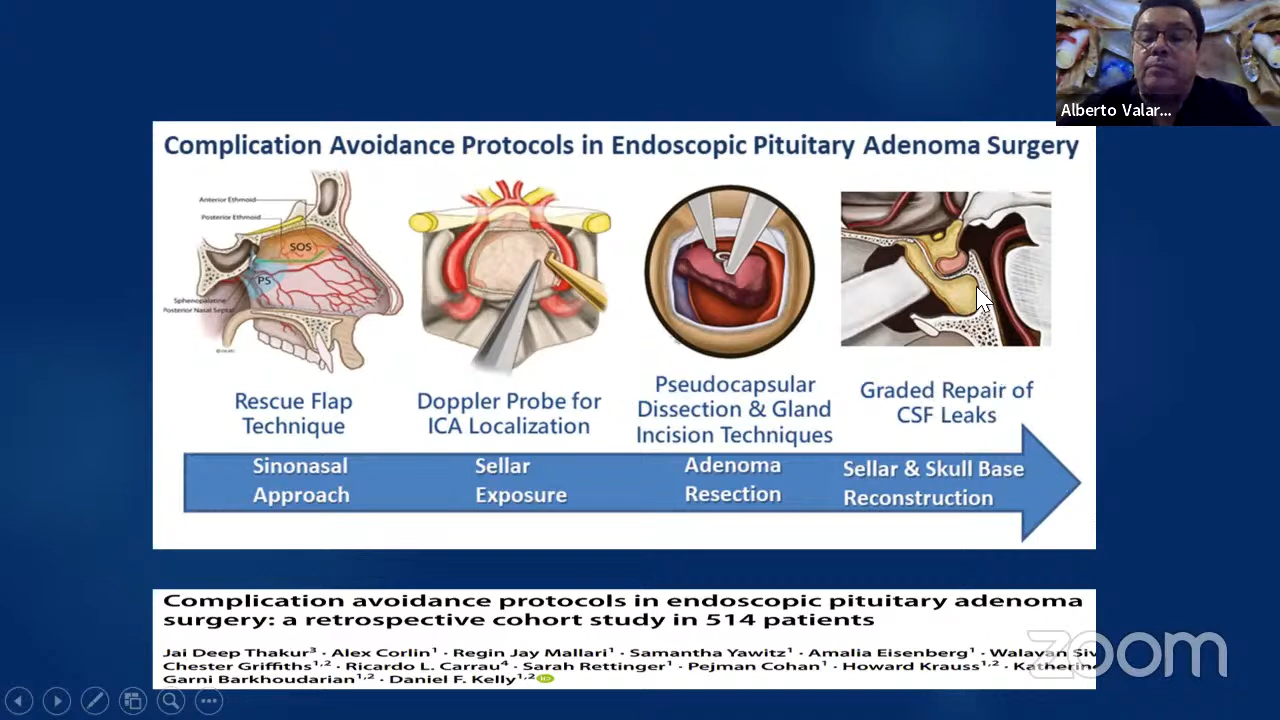 Alberto Valar...
Complication Avoidance Protocols in Endoscopic Pituitary Adenoma Surgery
Anterior Ethmoid
Posterior Ethmoid
SOS
PS
Sphenopalatine
Posterior Nasal Septal
Rescue Flap
Technique
Doppler Probe for
ICA Localization
Pseudocapsular
Dissection & Gland
Incision Techniques
Graded Repair of
CSF Leaks
Sinonasal
Approach
Sellar
Exposure
Adenoma
Resection
Sellar & Skull Base
Reconstruction
Complication avoidance protocols in endoscopic pituitary adenoma
surgery: a retrospective cohort study in 514 patients
Jai Deep Thakur³ · Alex Corlin¹ · Regin Jay Mallari¹ · Samantha Yawitz¹ · Amalia Eisenberg¹ · Walavan Siv
Chester Griffiths¹,² · Ricardo L. Carrau⁴ · Sarah Rettinger¹ · Pejman Cohan¹ · Howard Krauss¹,² · Katherin
Garni Barkhoudarian¹,² · Daniel F. Kelly¹,² iD
zoom